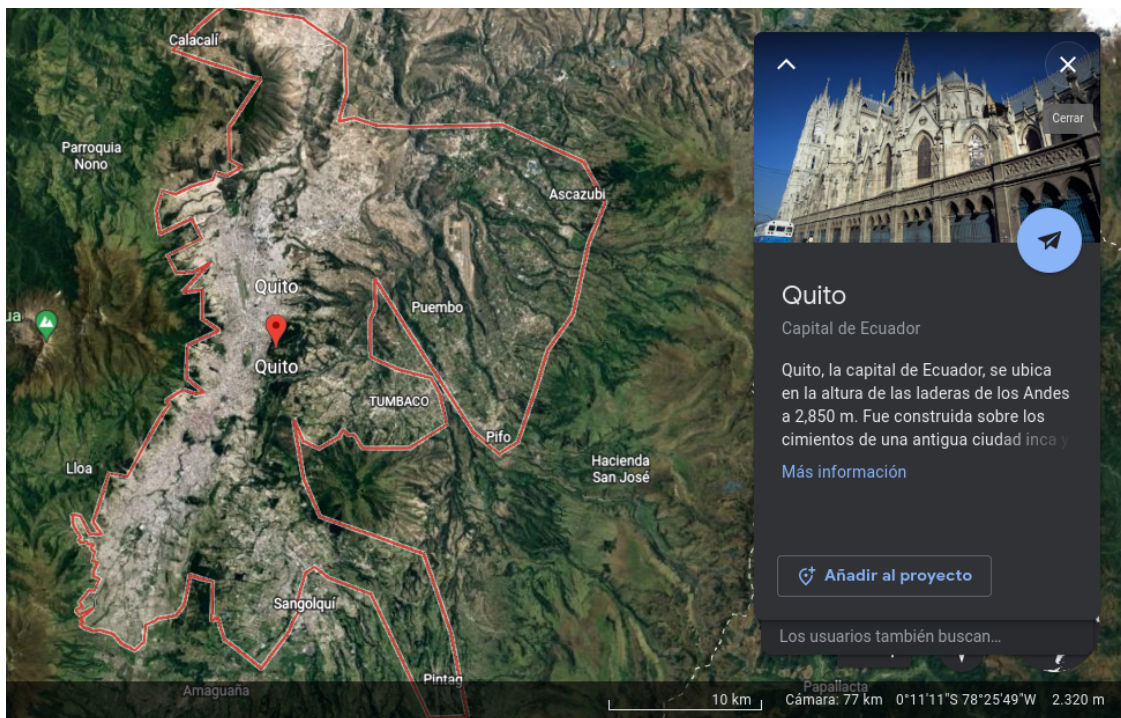 Calacalí
Parroquia
Nono
Ascazubi
Quito
Puembo
ua
Quito
TUMBACO
Pifo
Lloa
Hacienda
San José
Sangolquí
Pintag
Amaguaña
Papallacta
10 km
Cámara: 77 km 0°11'11"S 78°25'49"W 2.320 m
Cerrar
Quito
Capital de Ecuador
Quito, la capital de Ecuador, se ubica
en la altura de las laderas de los Andes
a 2,850 m. Fue construida sobre los
cimientos de una antigua ciudad inca y
Más información
Añadir al proyecto
Los usuarios también buscan...